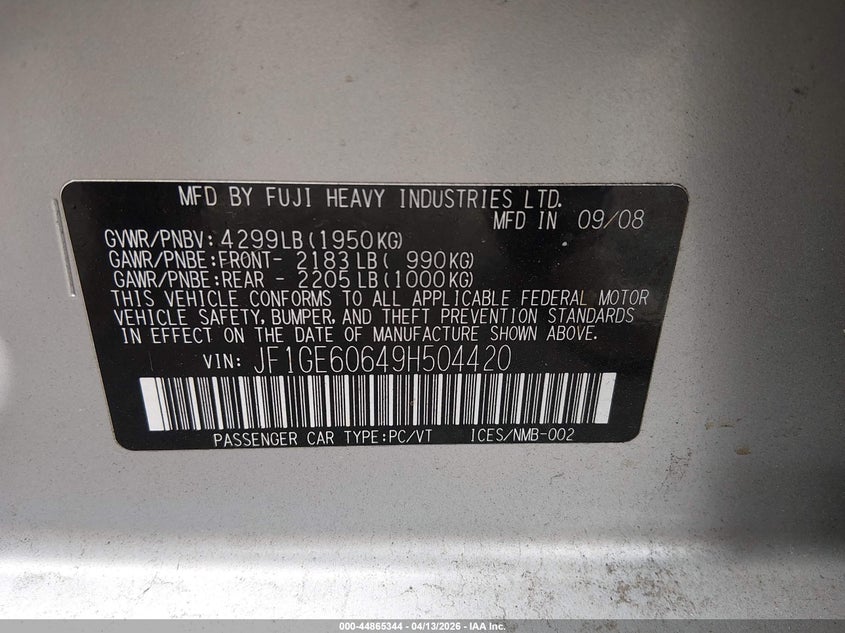 MFD BY FUJI HEAVY INDUSTRIES LTD.
MFD IN 09/08
GVWR/PNBV: 4299LB(1950KG)
GAWR/PNBE:FRONT- 2183LB( 990KG)
GAWR/PNBE:REAR - 2205LB(1000KG)
THIS VEHICLE CONFORMS TO ALL APPLICABLE FEDERAL MOTOR
VEHICLE SAFETY, BUMPER, AND THEFT PREVENTION STANDARDS
IN EFFECT ON THE DATE OF MANUFACTURE SHOWN ABOVE.
VIN: JF1GE60649H504420
PASSENGER CAR TYPE:PC/VT ICES/NMB-002
000-44865344 - 04/13/2026 - IAA Inc.